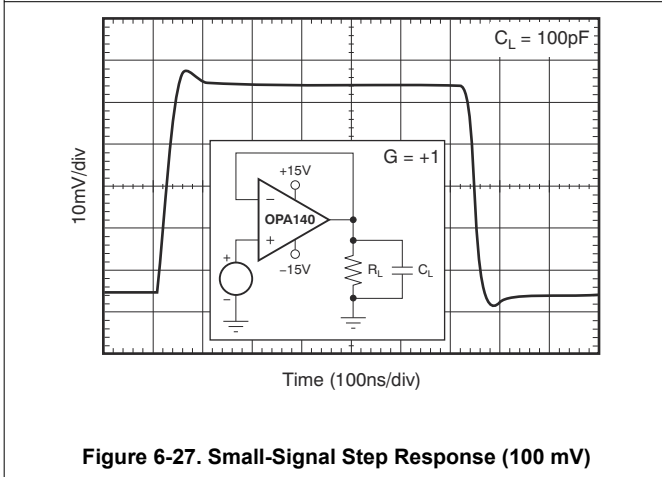 C_L = 100pF
10mV/div
G = +1
+15V
−
OPA140
+
+
−
−15V
R_L
C_L
Time (100ns/div)
Figure 6-27. Small-Signal Step Response (100 mV)